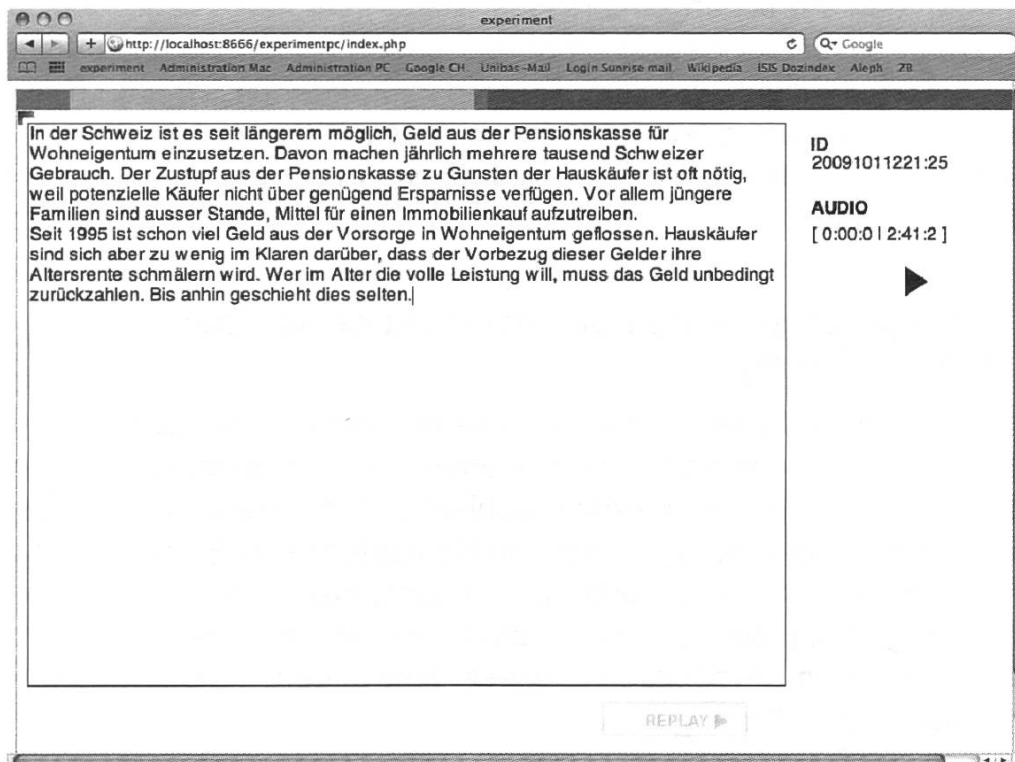 experiment
http://localhost:8666/experimentpc/index.php
Google
experiment Administration Mac Administration PC Google CH Unibas-Mail Login Sunrise mail Wikipedia ISIS Dozindex Aleph ZB
In der Schweiz ist es seit längerem möglich, Geld aus der Pensionskasse für
Wohneigentum einzusetzen. Davon machen jährlich mehrere tausend Schweizer
Gebrauch. Der Zustupf aus der Pensionskasse zu Gunsten der Hauskäufer ist oft nötig,
weil potenzielle Käufer nicht über genügend Ersparnisse verfügen. Vor allem jüngere
Familien sind ausser Stande, Mittel für einen Immobilienkauf aufzutreiben.
Seit 1995 ist schon viel Geld aus der Vorsorge in Wohneigentum geflossen. Hauskäufer
sind sich aber zu wenig im Klaren darüber, dass der Vorbezug dieser Gelder ihre
Altersrente schmälern wird. Wer im Alter die volle Leistung will, muss das Geld unbedingt
zurückzahlen. Bis anhin geschieht dies selten.
ID
20091011221:25
AUDIO
[ 0:00:0 | 2:41:2 ]
REPLAY